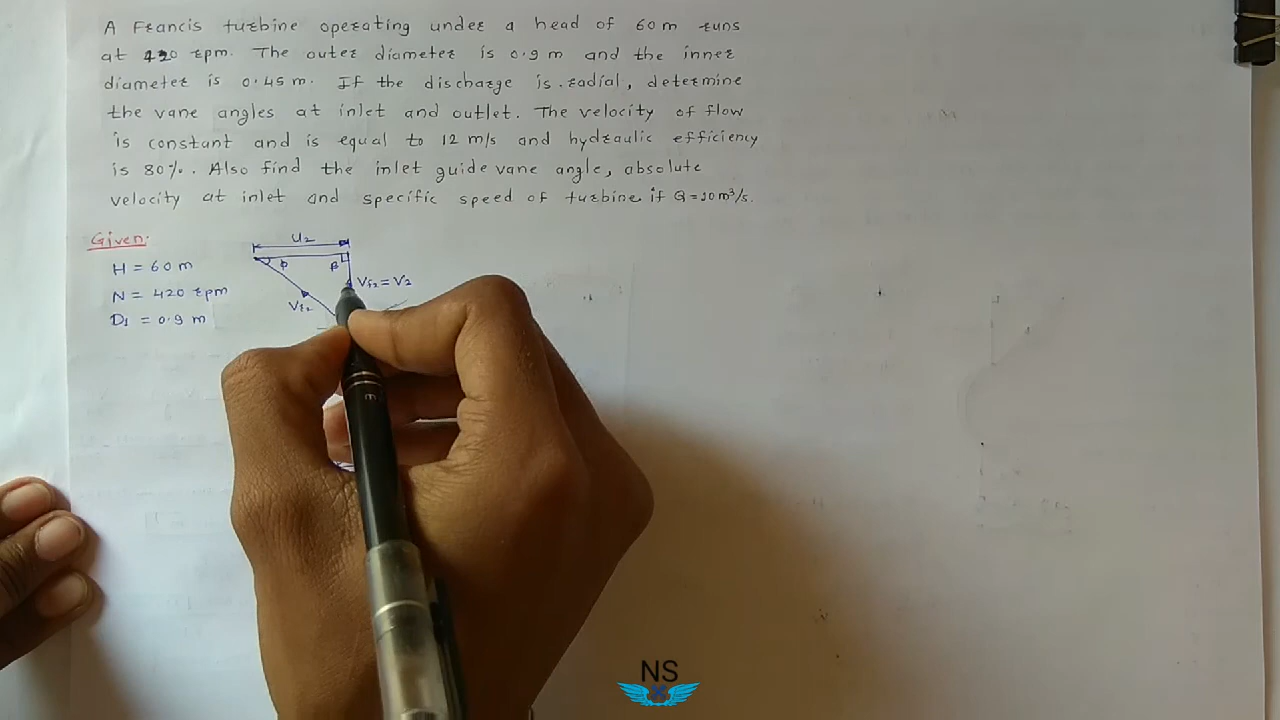 A Francis turbine operating under a head of 60 m runs
at 420 rpm. The outer diameter is 0.9 m and the inner
diameter is 0.45 m. If the discharge is radial, determine
the vane angles at inlet and outlet. The velocity of flow
is constant and is equal to 12 m/s and hydraulic efficiency
is 80%. Also find the inlet guide vane angle, absolute
velocity at inlet and specific speed of turbine if Q = 10 m³/s.
Given:
H = 60 m
N = 420 rpm
D1 = 0.9 m
U2
ϕ
β
Vf2 = V2
Vr2
NS